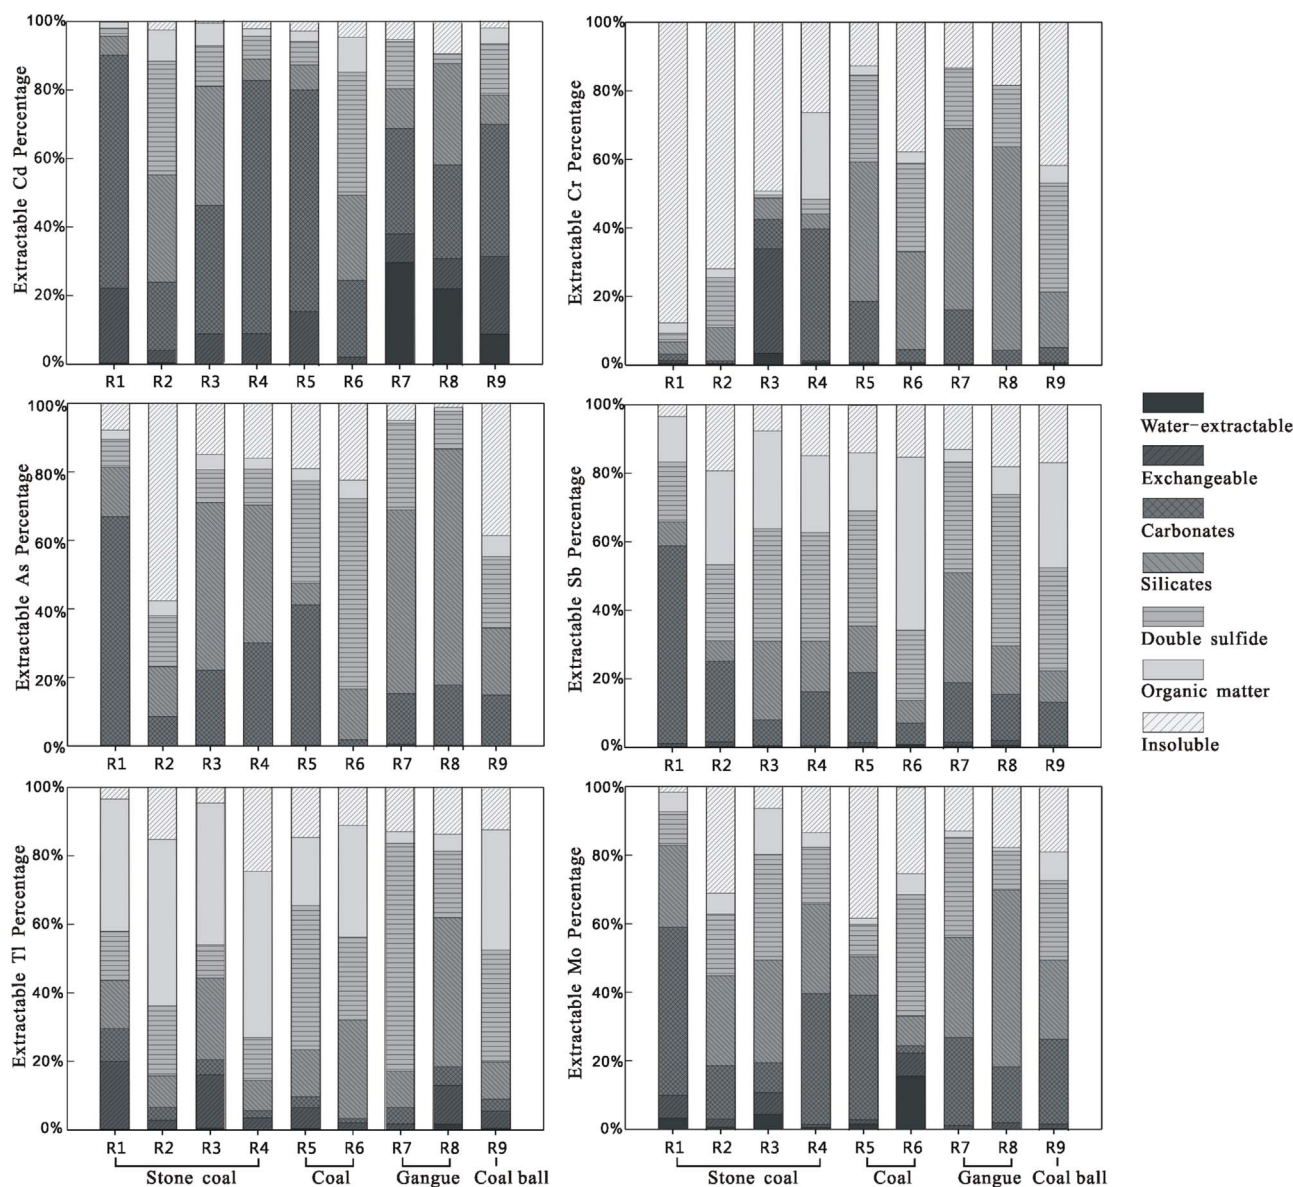 Extractable Cd Percentage
100%
80%
60%
40%
20%
0%
R1 R2 R3 R4 R5 R6 R7 R8 R9
Extractable Cr Percentage
100%
80%
60%
40%
20%
0%
R1 R2 R3 R4 R5 R6 R7 R8 R9
Extractable As Percentage
100%
80%
60%
40%
20%
0%
R1 R2 R3 R4 R5 R6 R7 R8 R9
Extractable Sb Percentage
100%
80%
60%
40%
20%
0%
R1 R2 R3 R4 R5 R6 R7 R8 R9
Water-extractable
Exchangeable
Carbonates
Silicates
Double sulfide
Organic matter
Insoluble
Extractable Tl Percentage
100%
80%
60%
40%
20%
0%
R1 R2 R3 R4 R5 R6 R7 R8 R9
Stone coal Coal Gangue Coal ball
Extractable Mo Percentage
100%
80%
60%
40%
20%
0%
R1 R2 R3 R4 R5 R6 R7 R8 R9
Stone coal Coal Gangue Coal ball